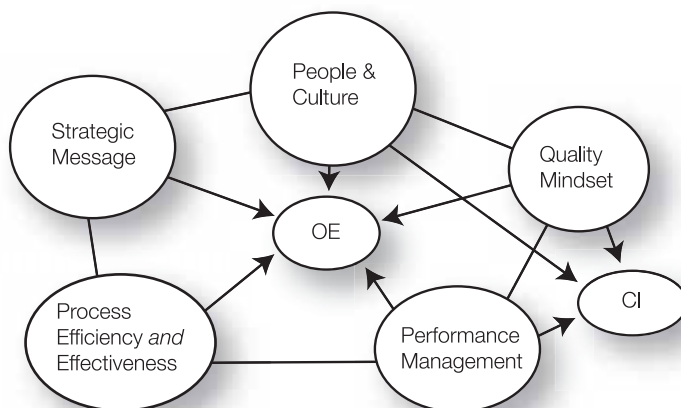 People &
Culture
Strategic
Message
Quality
Mindset
OE
CI
Process
Efficiency and
Effectiveness
Performance
Management